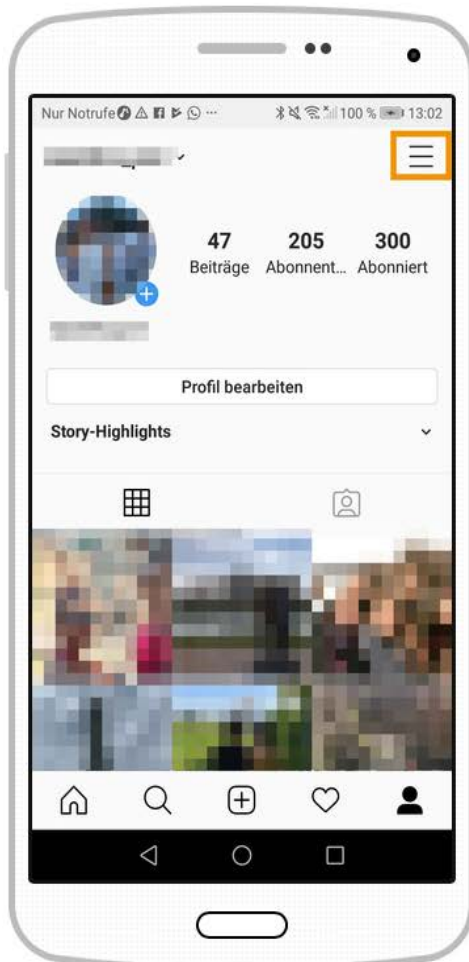 Nur Notrufe ... 100 % 13:02
47 205 300
Beiträge Abonnent... Abonniert
Profil bearbeiten
Story-Highlights